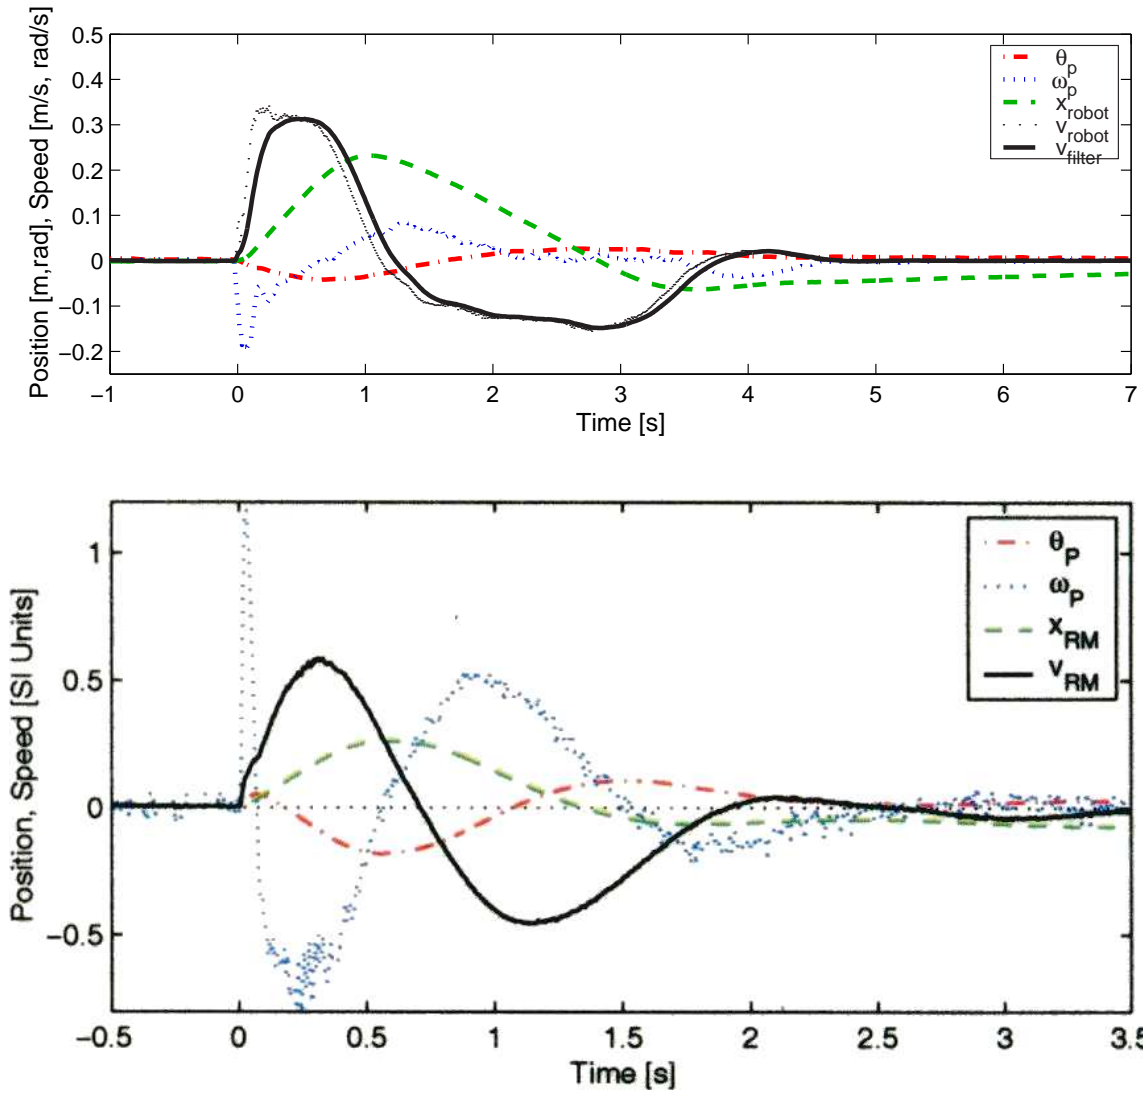 Position [m,rad], Speed [m/s, rad/s]
0.5
0.4
0.3
0.2
0.1
0
−0.1
−0.2
θp
ωp
xrobot
vrobot
vfilter
−1 0 1 2 3 4 5 6 7
Time [s]
Position, Speed [SI Units]
1
0.5
0
−0.5
θP
ωP
xRM
vRM
−0.5 0 0.5 1 1.5 2 2.5 3 3.5
Time [s]